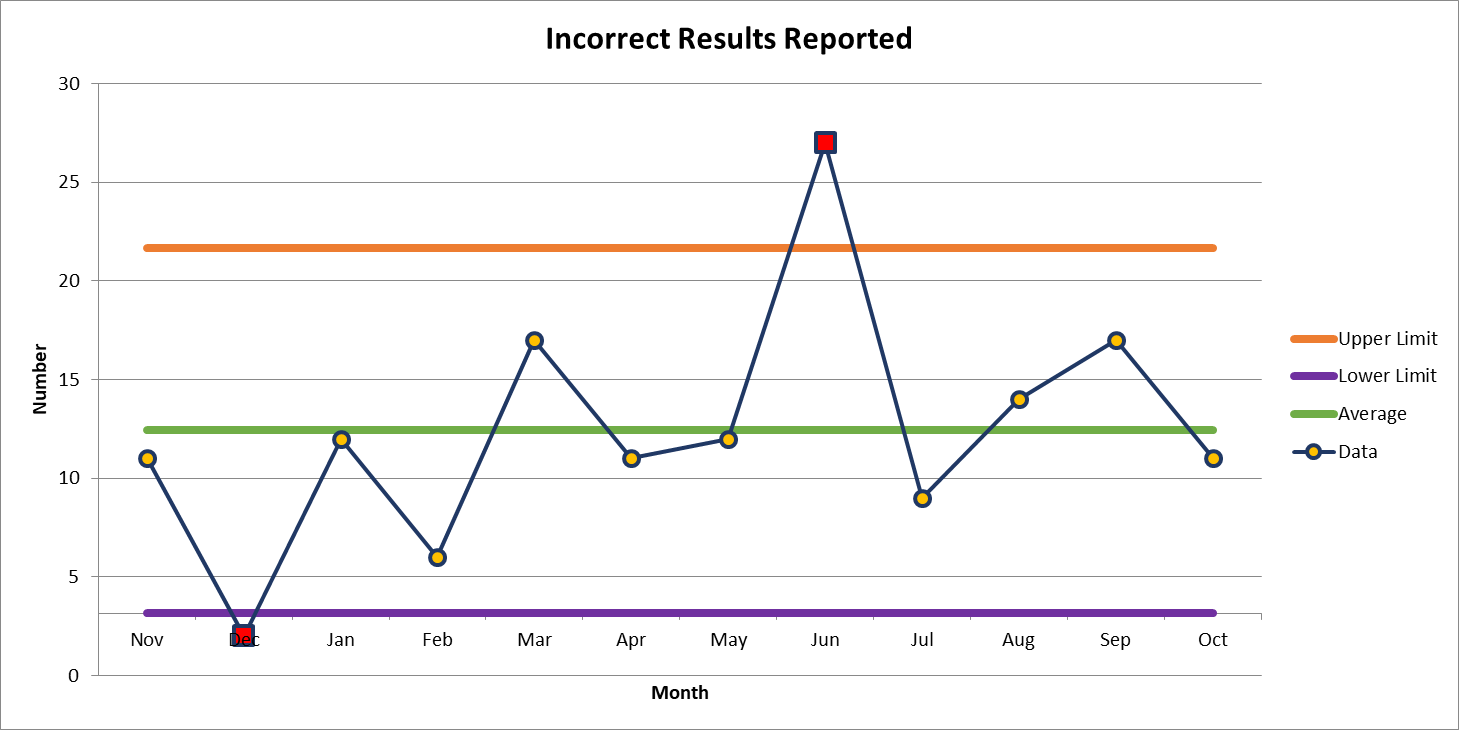 Incorrect Results Reported
30
25
20
15
10
5
0
Number
Nov Dec Jan Feb Mar Apr May Jun Jul Aug Sep Oct
Month
Upper Limit
Lower Limit
Average
Data